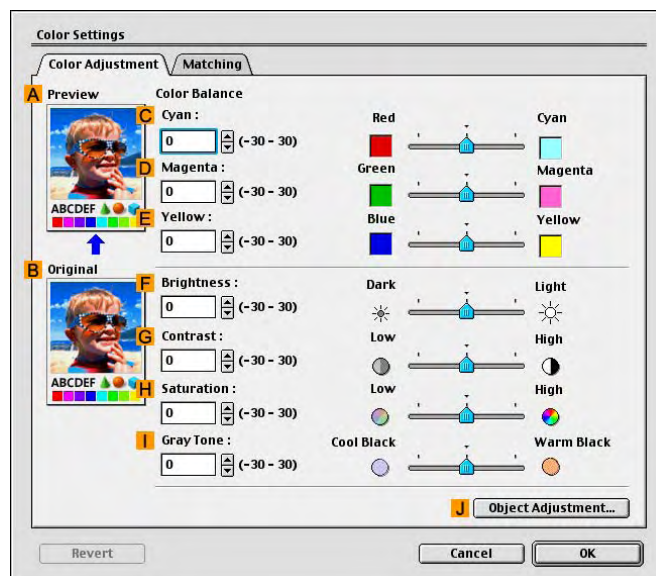 Color Settings
Color Adjustment Matching
A Preview
Color Balance
C Cyan :
0 (-30 - 30)
Red Cyan
D Magenta :
0 (-30 - 30)
Green Magenta
E Yellow :
0 (-30 - 30)
Blue Yellow
ABCDEF
B Original
F Brightness :
0 (-30 - 30)
Dark Light
G Contrast :
0 (-30 - 30)
Low High
ABCDEF
H Saturation :
0 (-30 - 30)
Low High
I Gray Tone :
0 (-30 - 30)
Cool Black Warm Black
J Object Adjustment...
Revert Cancel OK